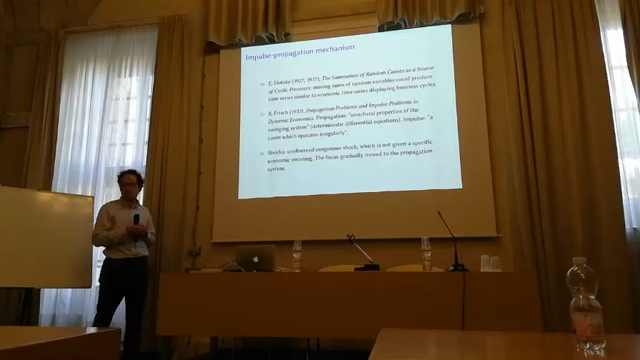 Impulse-propagation mechanism
E. Slutsky (1927, 1937), The Summation of Random Causes as a Source
of Cyclic Processes: moving sums of random variables could produce
time series similar to economic time series displaying business cycles.
R. Frisch (1933), Propagation Problems and Impulse Problems in
Dynamic Economics. Propagation: "structural properties of the
swinging system" (deterministic differential equations). Impulse: "a
cause which operates irregularly".
Shocks: unobserved exogenous shock, which is not given a specific
economic meaning. The focus gradually moved to the propagation
system.